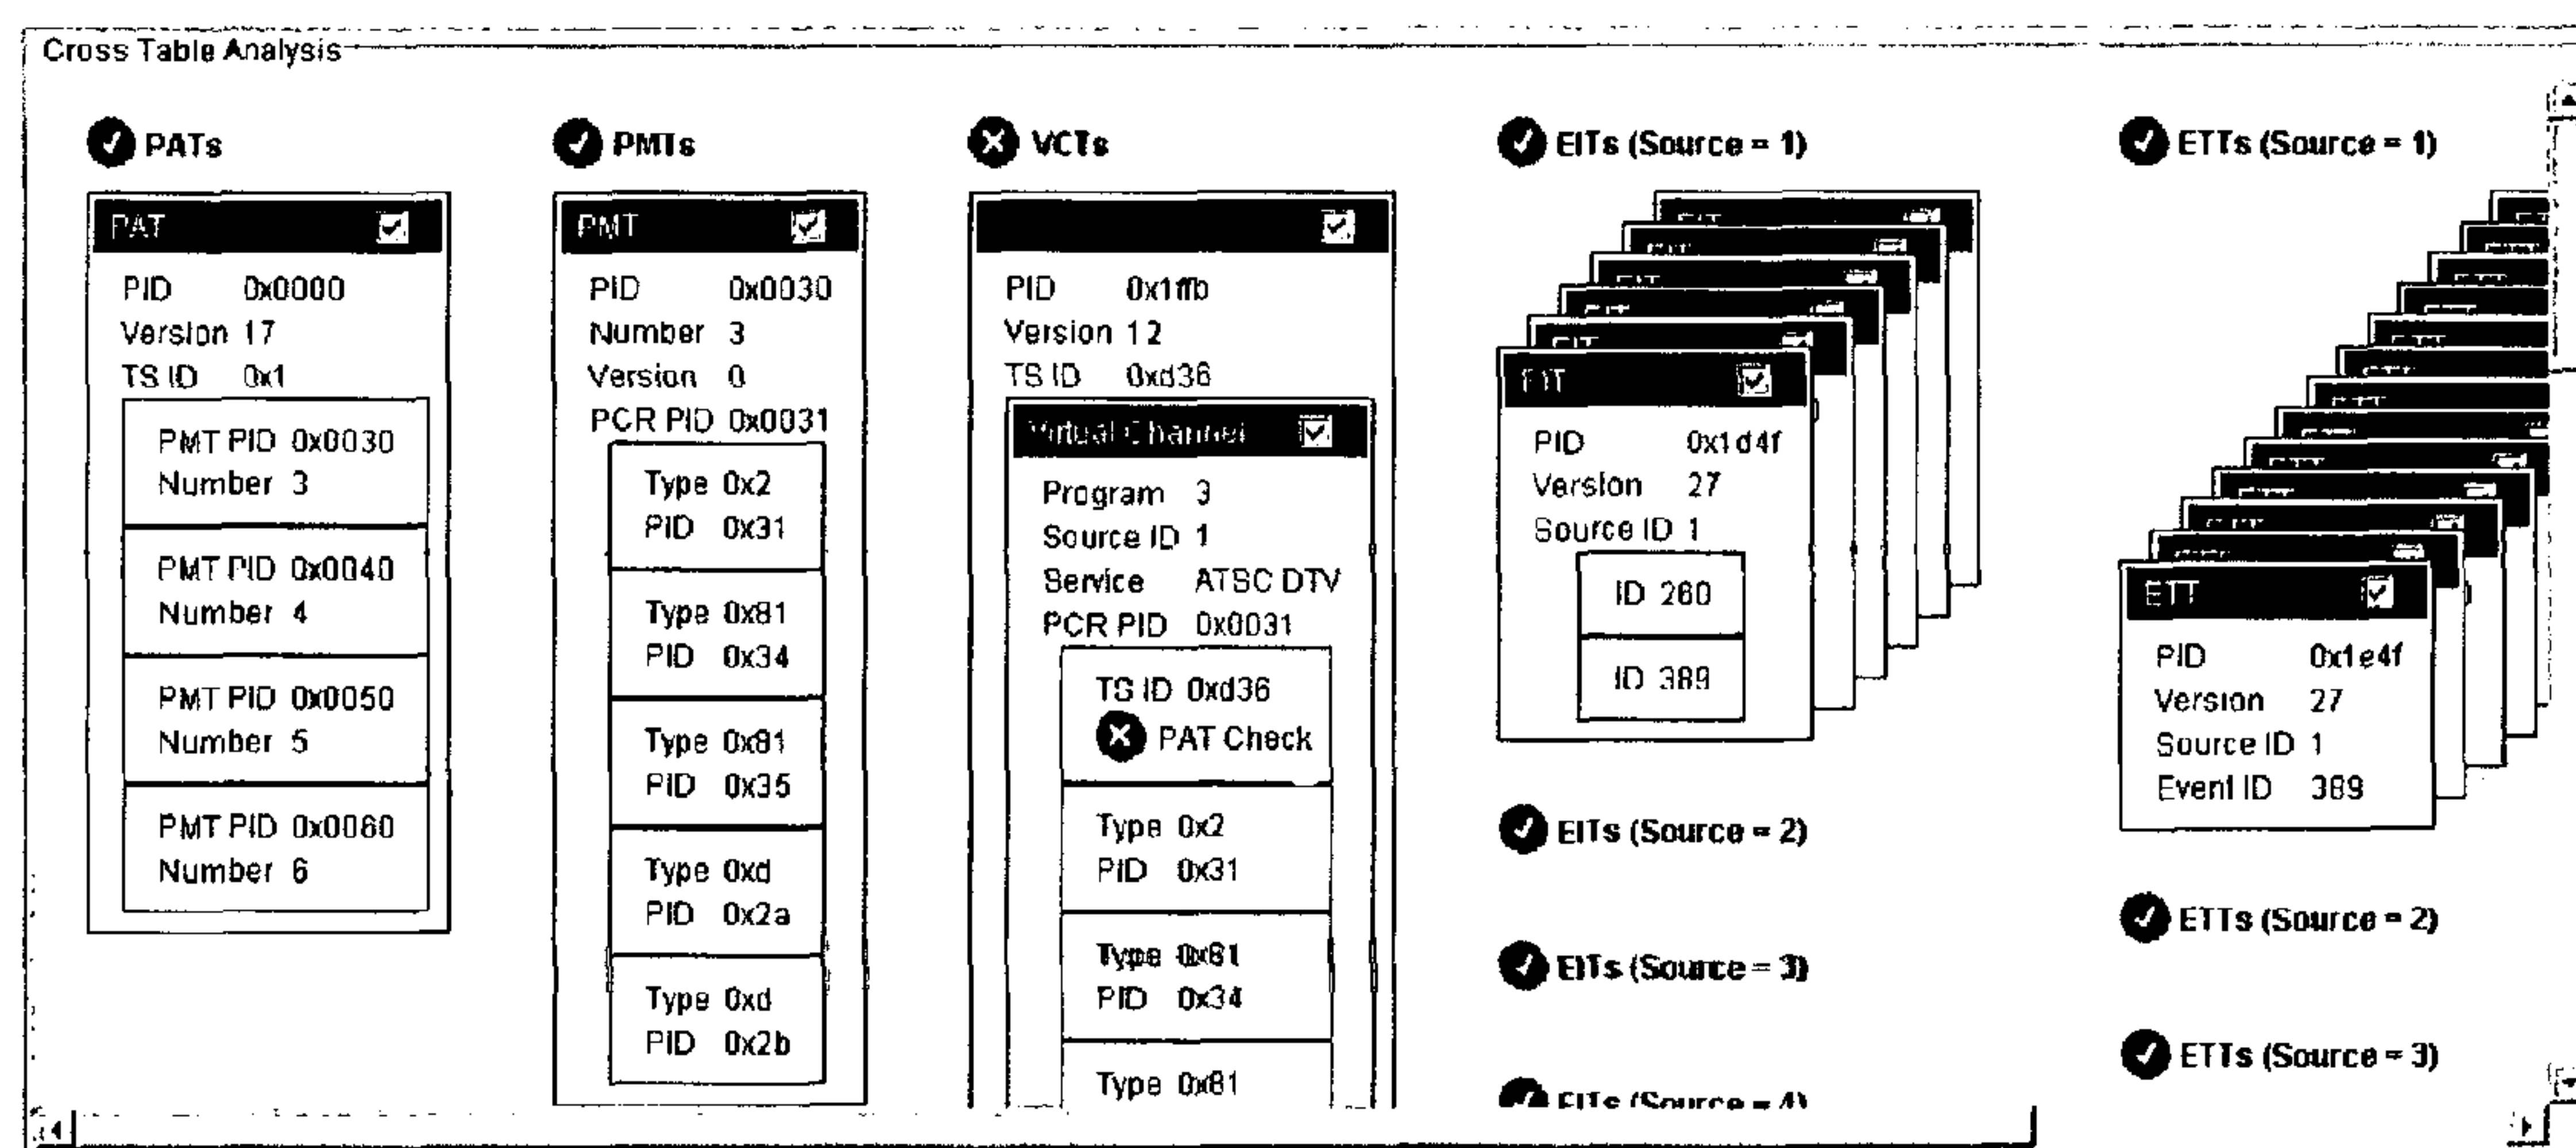 Cross Table Analysis
PATs
PAT
PID 0x0000
Version 17
TS ID 0x1
PMT PID 0x0030
Number 3
PMT PID 0x0040
Number 4
PMT PID 0x0050
Number 5
PMT PID 0x0060
Number 6
PMTs
PMT
PID 0x0030
Number 3
Version 0
PCR PID 0x0031
Type 0x2
PID 0x31
Type 0x81
PID 0x34
Type 0x81
PID 0x35
Type 0xd
PID 0x2a
Type 0xd
PID 0x2b
VCTs
PID 0x1ffb
Version 12
TS ID 0xd36
Virtual Channel
Program 3
Source ID 1
Service ATSC DTV
PCR PID 0x0031
TS ID 0xd36
PAT Check
Type 0x2
PID 0x31
Type 0x81
PID 0x34
Type 0x81
EITs (Source = 1)
EIT
PID 0x1d4f
Version 27
Source ID 1
ID 260
ID 389
EITs (Source = 2)
EITs (Source = 3)
EITs (Source = 4)
ETTs (Source = 1)
ETT
PID 0x1e4f
Version 27
Source ID 1
Event ID 389
ETTs (Source = 2)
ETTs (Source = 3)